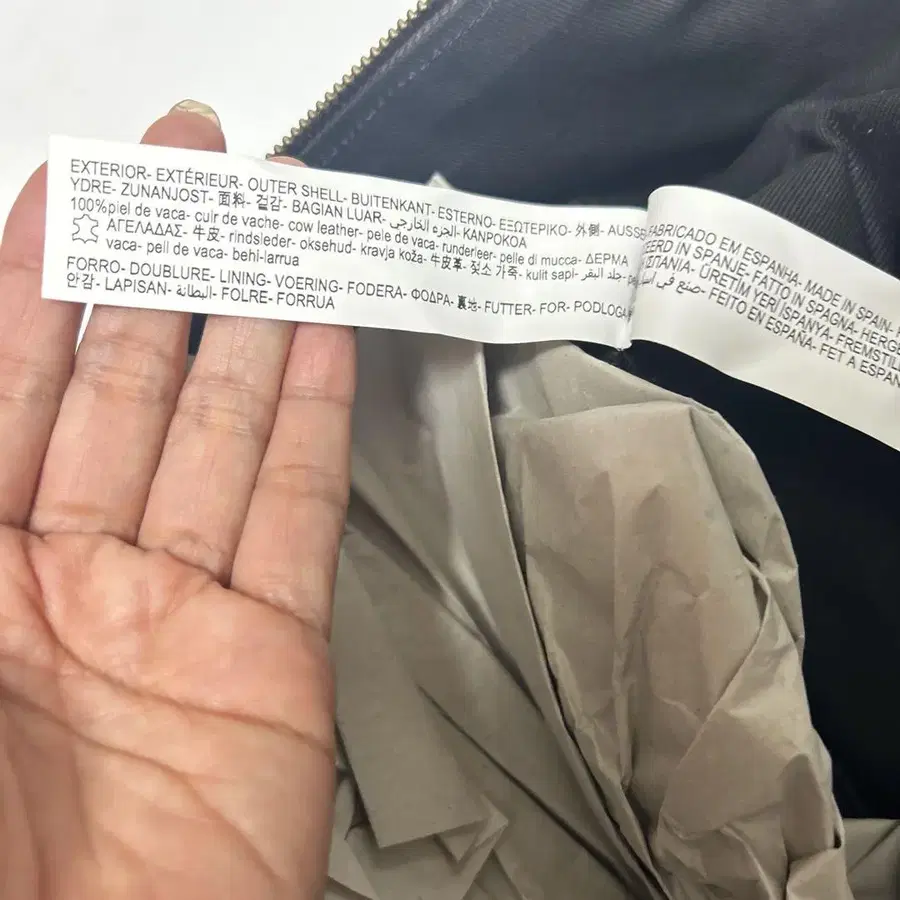 EXTERIOR- EXTÉRIEUR- OUTER SHELL- BUITENKANT- ESTERNO- ΕΞΩΤΕΡΙΚΟ- 外側- AUSSE
YDRE- ZUNANJOST- 面料- 겉감- BAGIAN LUAR- الجزء الخارجي- KANPOKOA
100%piel de vaca- cuir de vache- cow leather- pele de vaca- runderleer- pelle di mucca- ΔΕΡΜΑ
ΑΓΕΛΑΔΑΣ- 牛皮- rindsleder- oksehud- kravja koža- 牛皮革- 젖소 가죽- kulit sapi- جلد البقر- pe
vaca- pell de vaca- behi-larrua
FORRO- DOUBLURE- LINING- VOERING- FODERA- ΦΟΔΡΑ- 裏地- FUTTER- FOR- PODLOGA
안감- LAPISAN- البطانة- FOLRE- FORRUA
FABRICADO EM ESPANHA- MADE IN SPAIN-
EERD IN SPANJE- FATTO IN SPAGNA- HERGE
ΙΣΠΑΝΙΑ- ÜRETİM YERİ İSPANYA- FREMSTILL
صنع في - FEITO EN ESPAÑA- FET A ESPAN